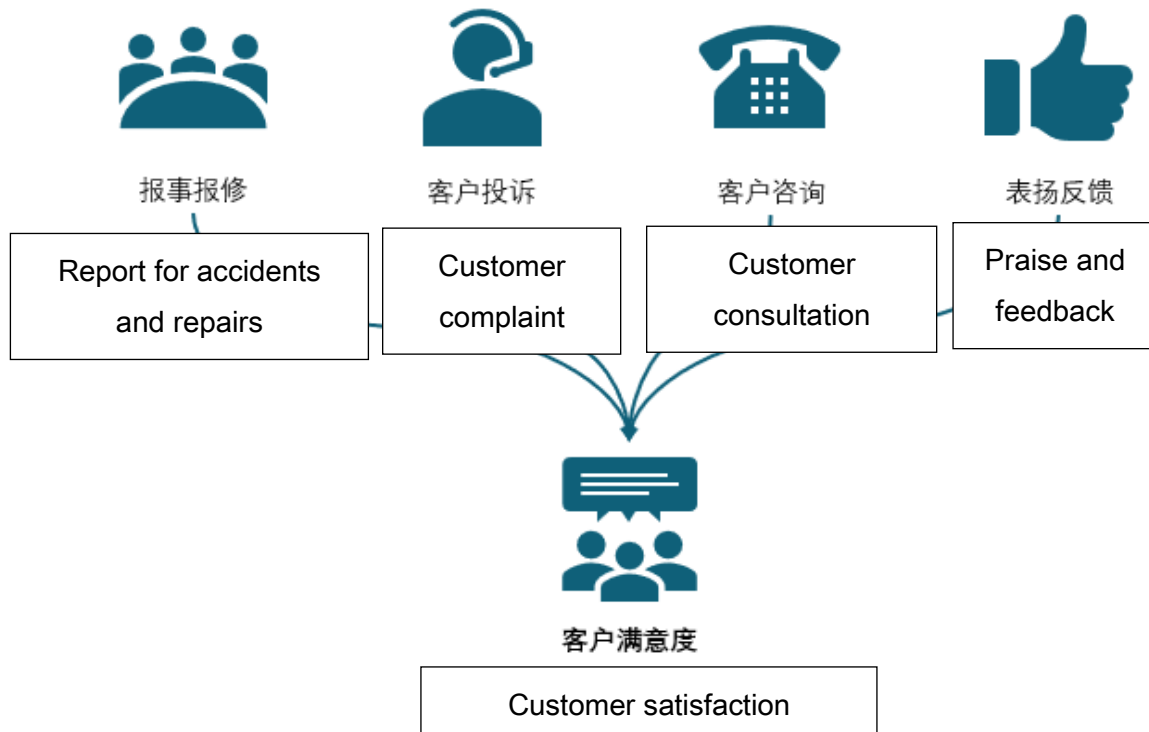 报事报修
客户投诉
客户咨询
表扬反馈
Report for accidents
and repairs
Customer
complaint
Customer
consultation
Praise and
feedback
客户满意度
Customer satisfaction